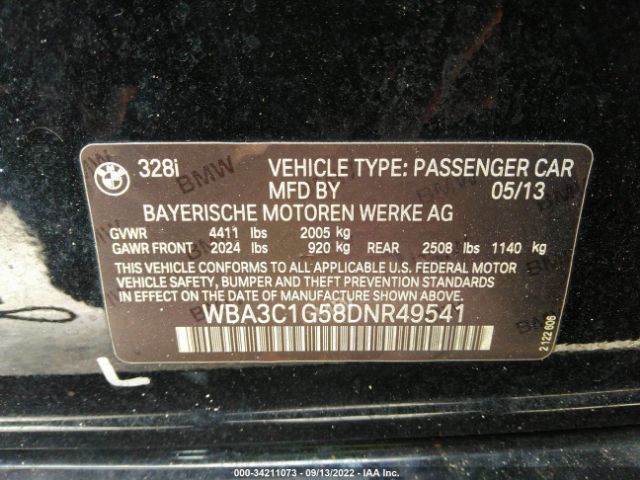 328i VEHICLE TYPE: PASSENGER CAR
MFD BY 05/13
BAYERISCHE MOTOREN WERKE AG
GVWR 4411 lbs 2005 kg
GAWR FRONT 2024 lbs 920 kg REAR 2508 lbs 1140 kg
THIS VEHICLE CONFORMS TO ALL APPLICABLE U.S. FEDERAL MOTOR
VEHICLE SAFETY, BUMPER AND THEFT PREVENTION STANDARDS
IN EFFECT ON THE DATE OF MANUFACTURE SHOWN ABOVE.
WBA3C1G58DNR49541
2 122 606
000-34211073 - 09/13/2022 - IAA Inc.